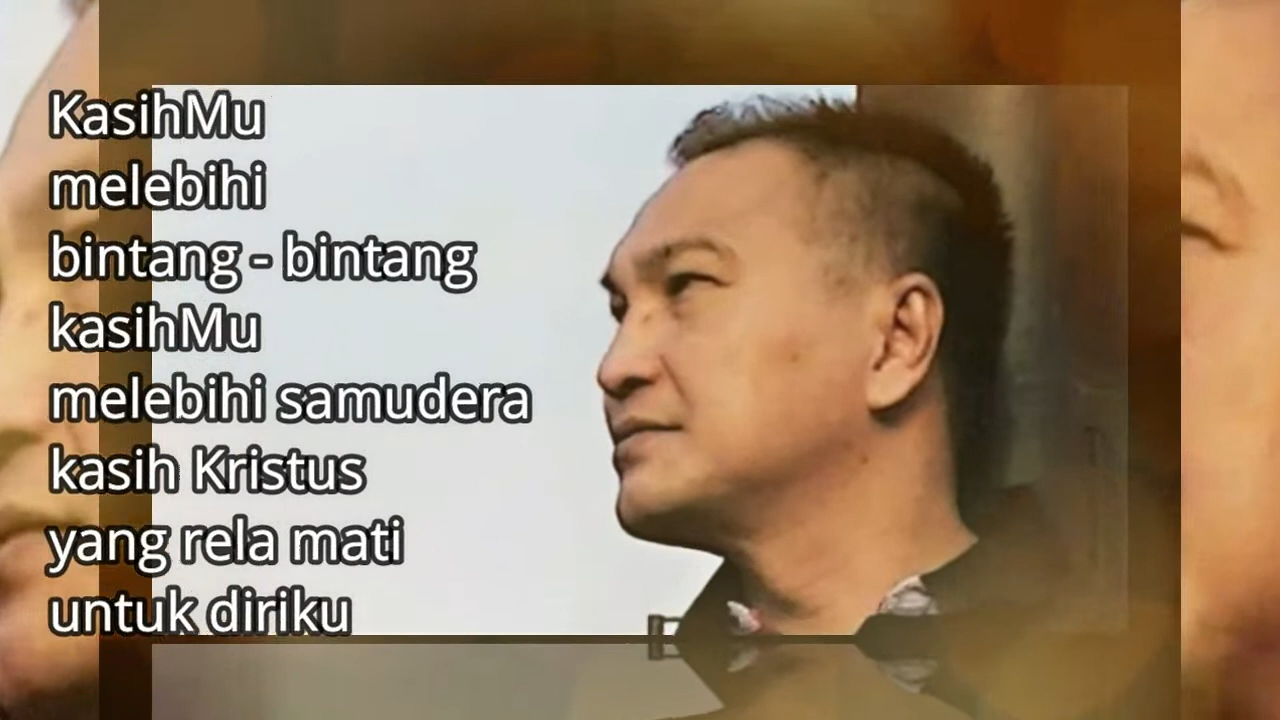 KasihMu
melebihi
bintang - bintang
kasihMu
melebihi samudera
kasih Kristus
yang rela mati
untuk diriku